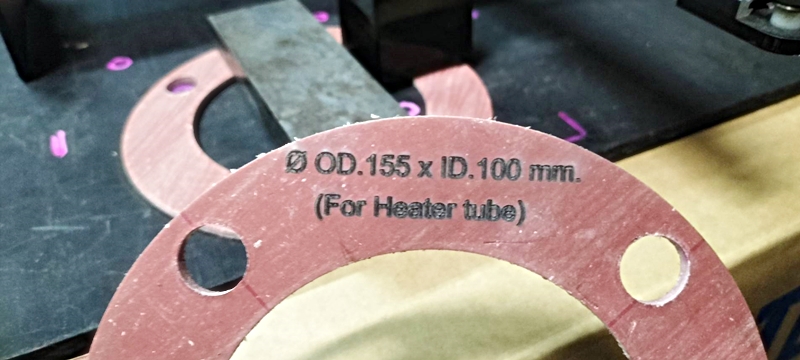 Ø OD.155 x ID.100 mm.
(For Heater tube)